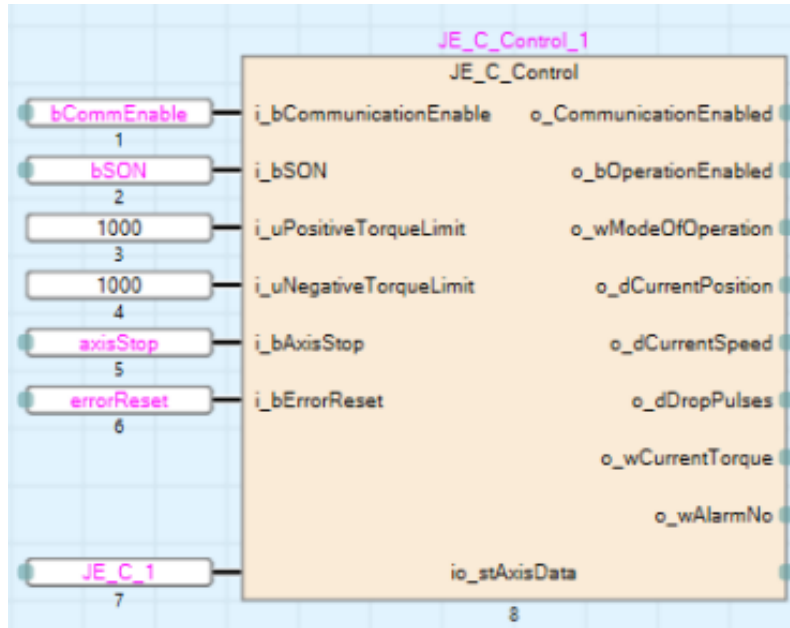 JE_C_Control_1
JE_C_Control
bCommEnable i_bCommunicationEnable o_CommunicationEnabled
1
bSON i_bSON o_bOperationEnabled
2
1000 i_uPositiveTorqueLimit o_wModeOfOperation
3
1000 i_uNegativeTorqueLimit o_dCurrentPosition
4
axisStop i_bAxisStop o_dCurrentSpeed
5
errorReset i_bErrorReset o_dDropPulses
6
o_wCurrentTorque
o_wAlarmNo
JE_C_1 io_stAxisData
7 8